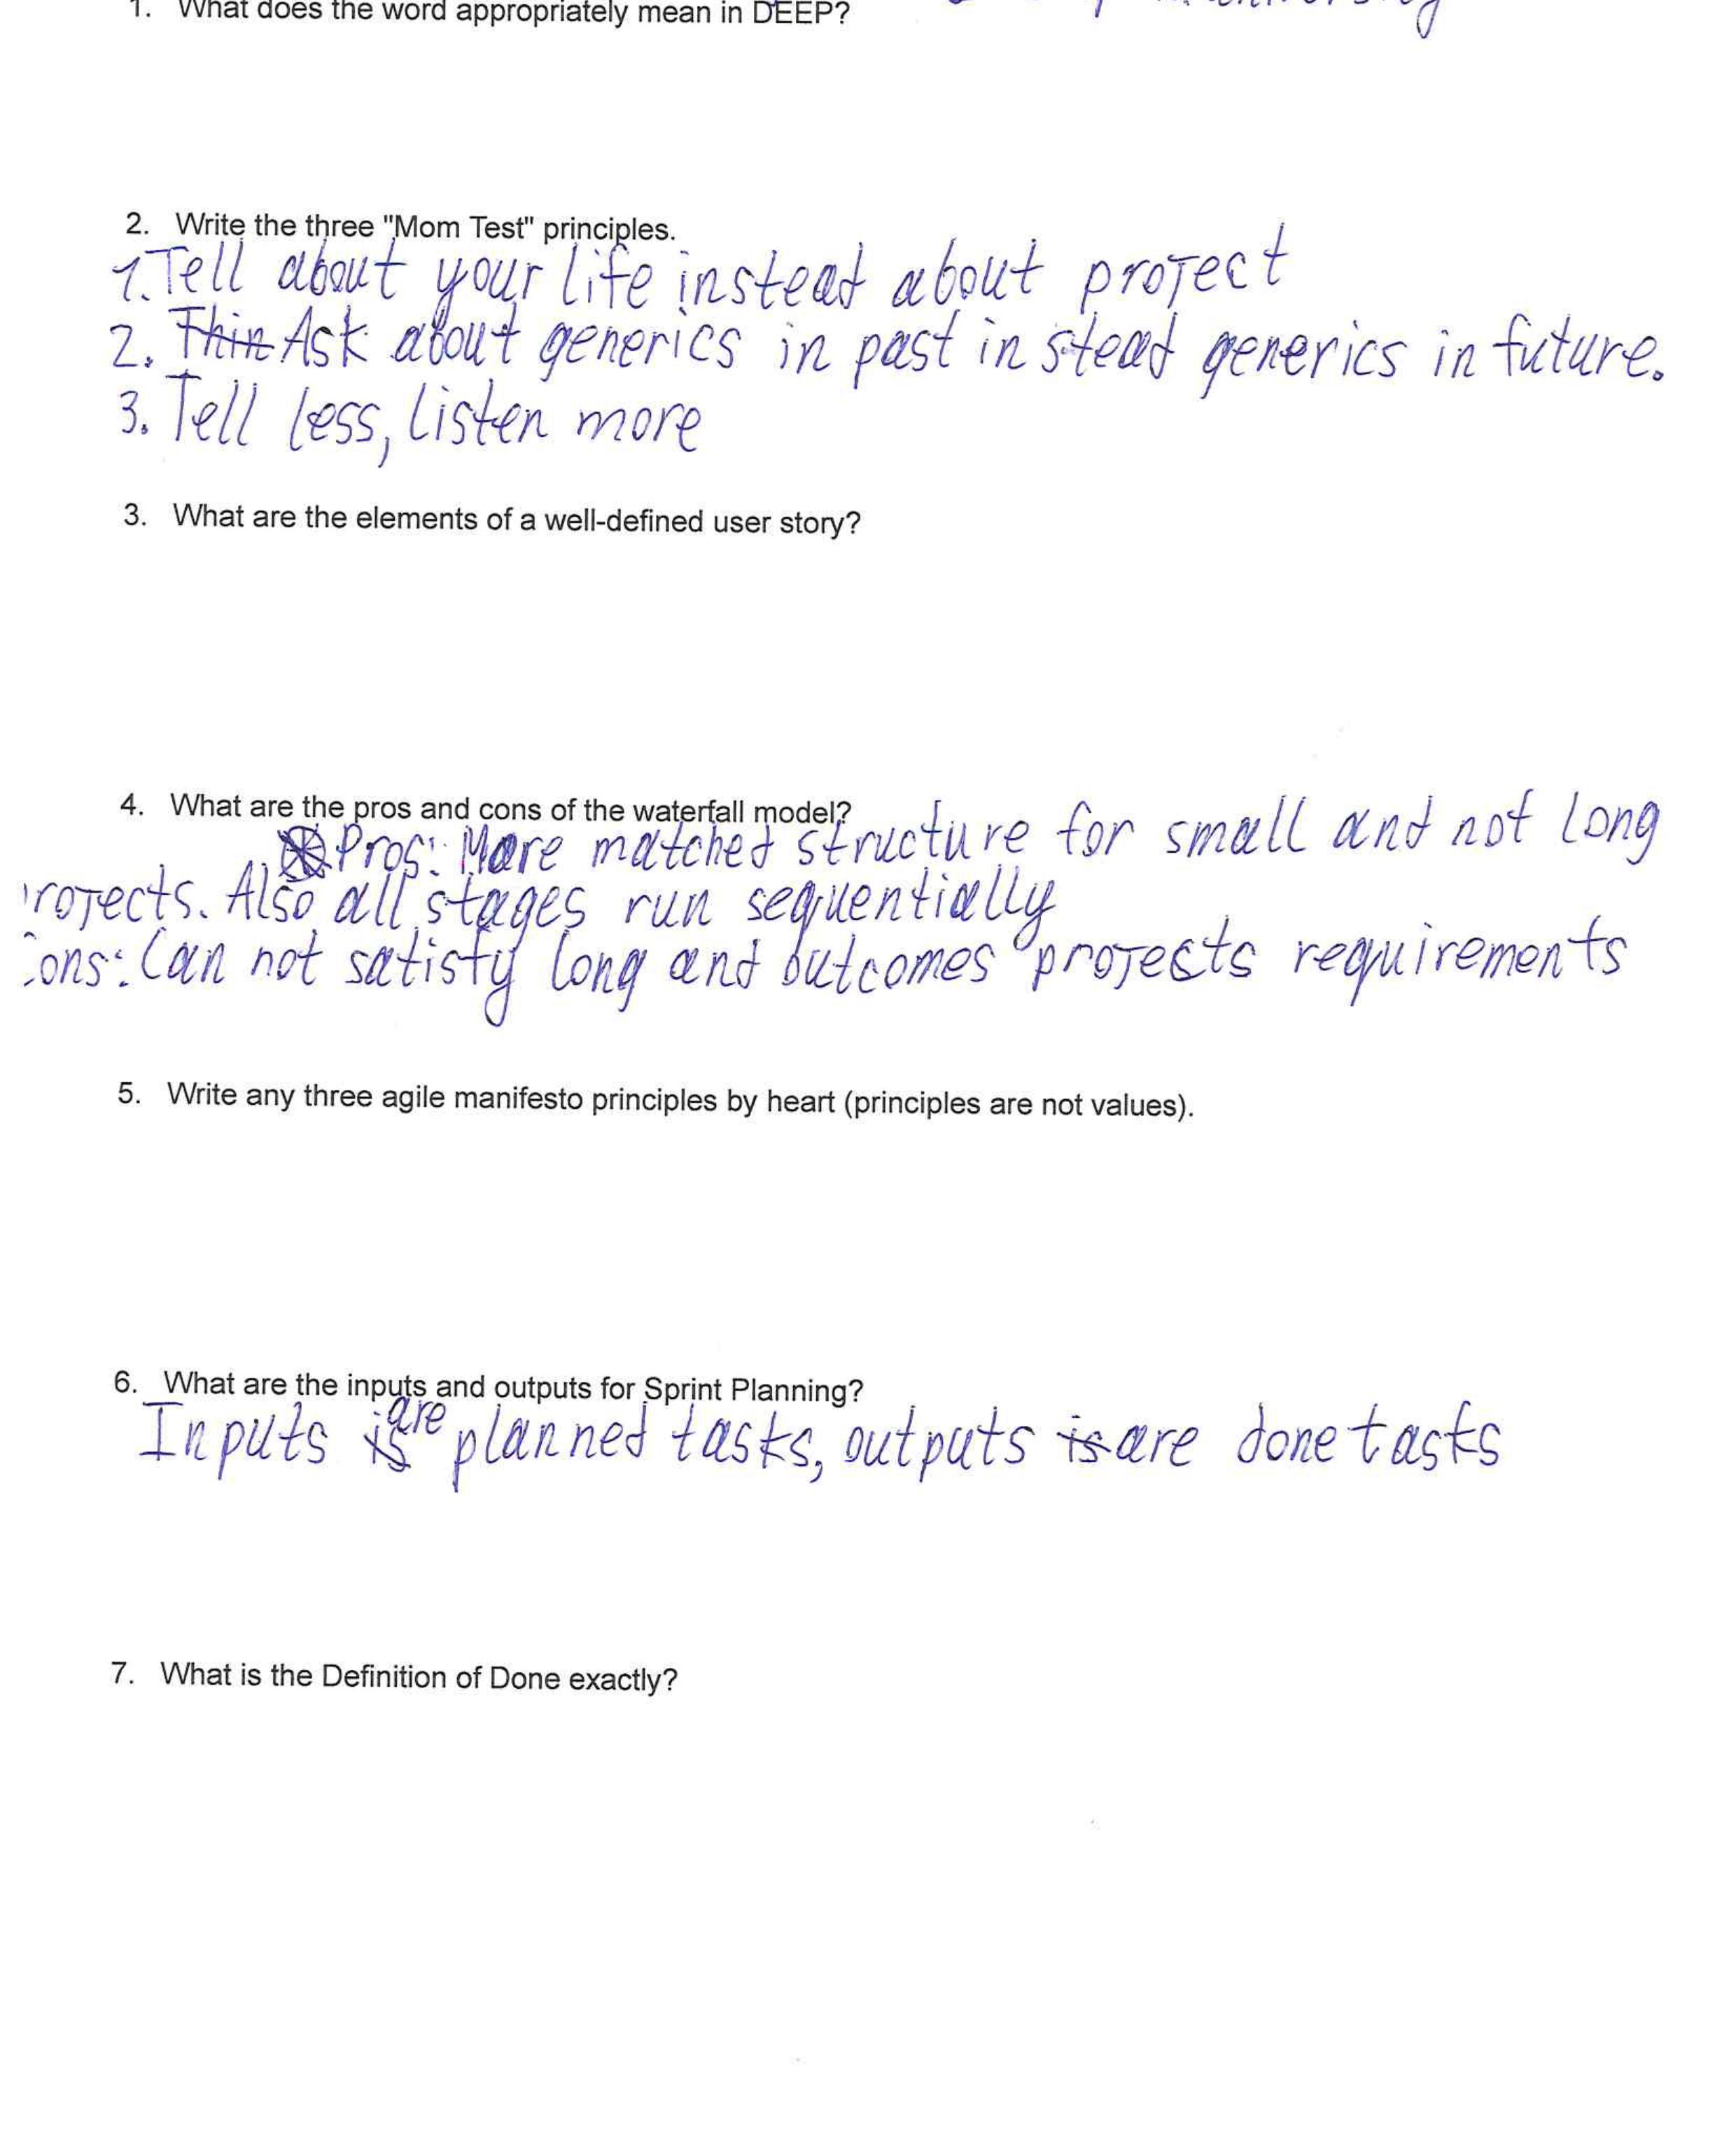 1. What does the word appropriately mean in DEEP?
2. Write the three "Mom Test" principles.
1. Tell about your life instead about project
2. Thin Ask about generics in past instead generics in future.
3. Tell less, listen more
3. What are the elements of a well-defined user story?
4. What are the pros and cons of the waterfall model?
Pros: More matched structure for small and not long
rojects. Also all stages run sequentially
ons: Can not satisfy long and outcomes projects requirements
5. Write any three agile manifesto principles by heart (principles are not values).
6. What are the inputs and outputs for Sprint Planning?
Inputs is are planned tasks, outputs is are done tasks
7. What is the Definition of Done exactly?